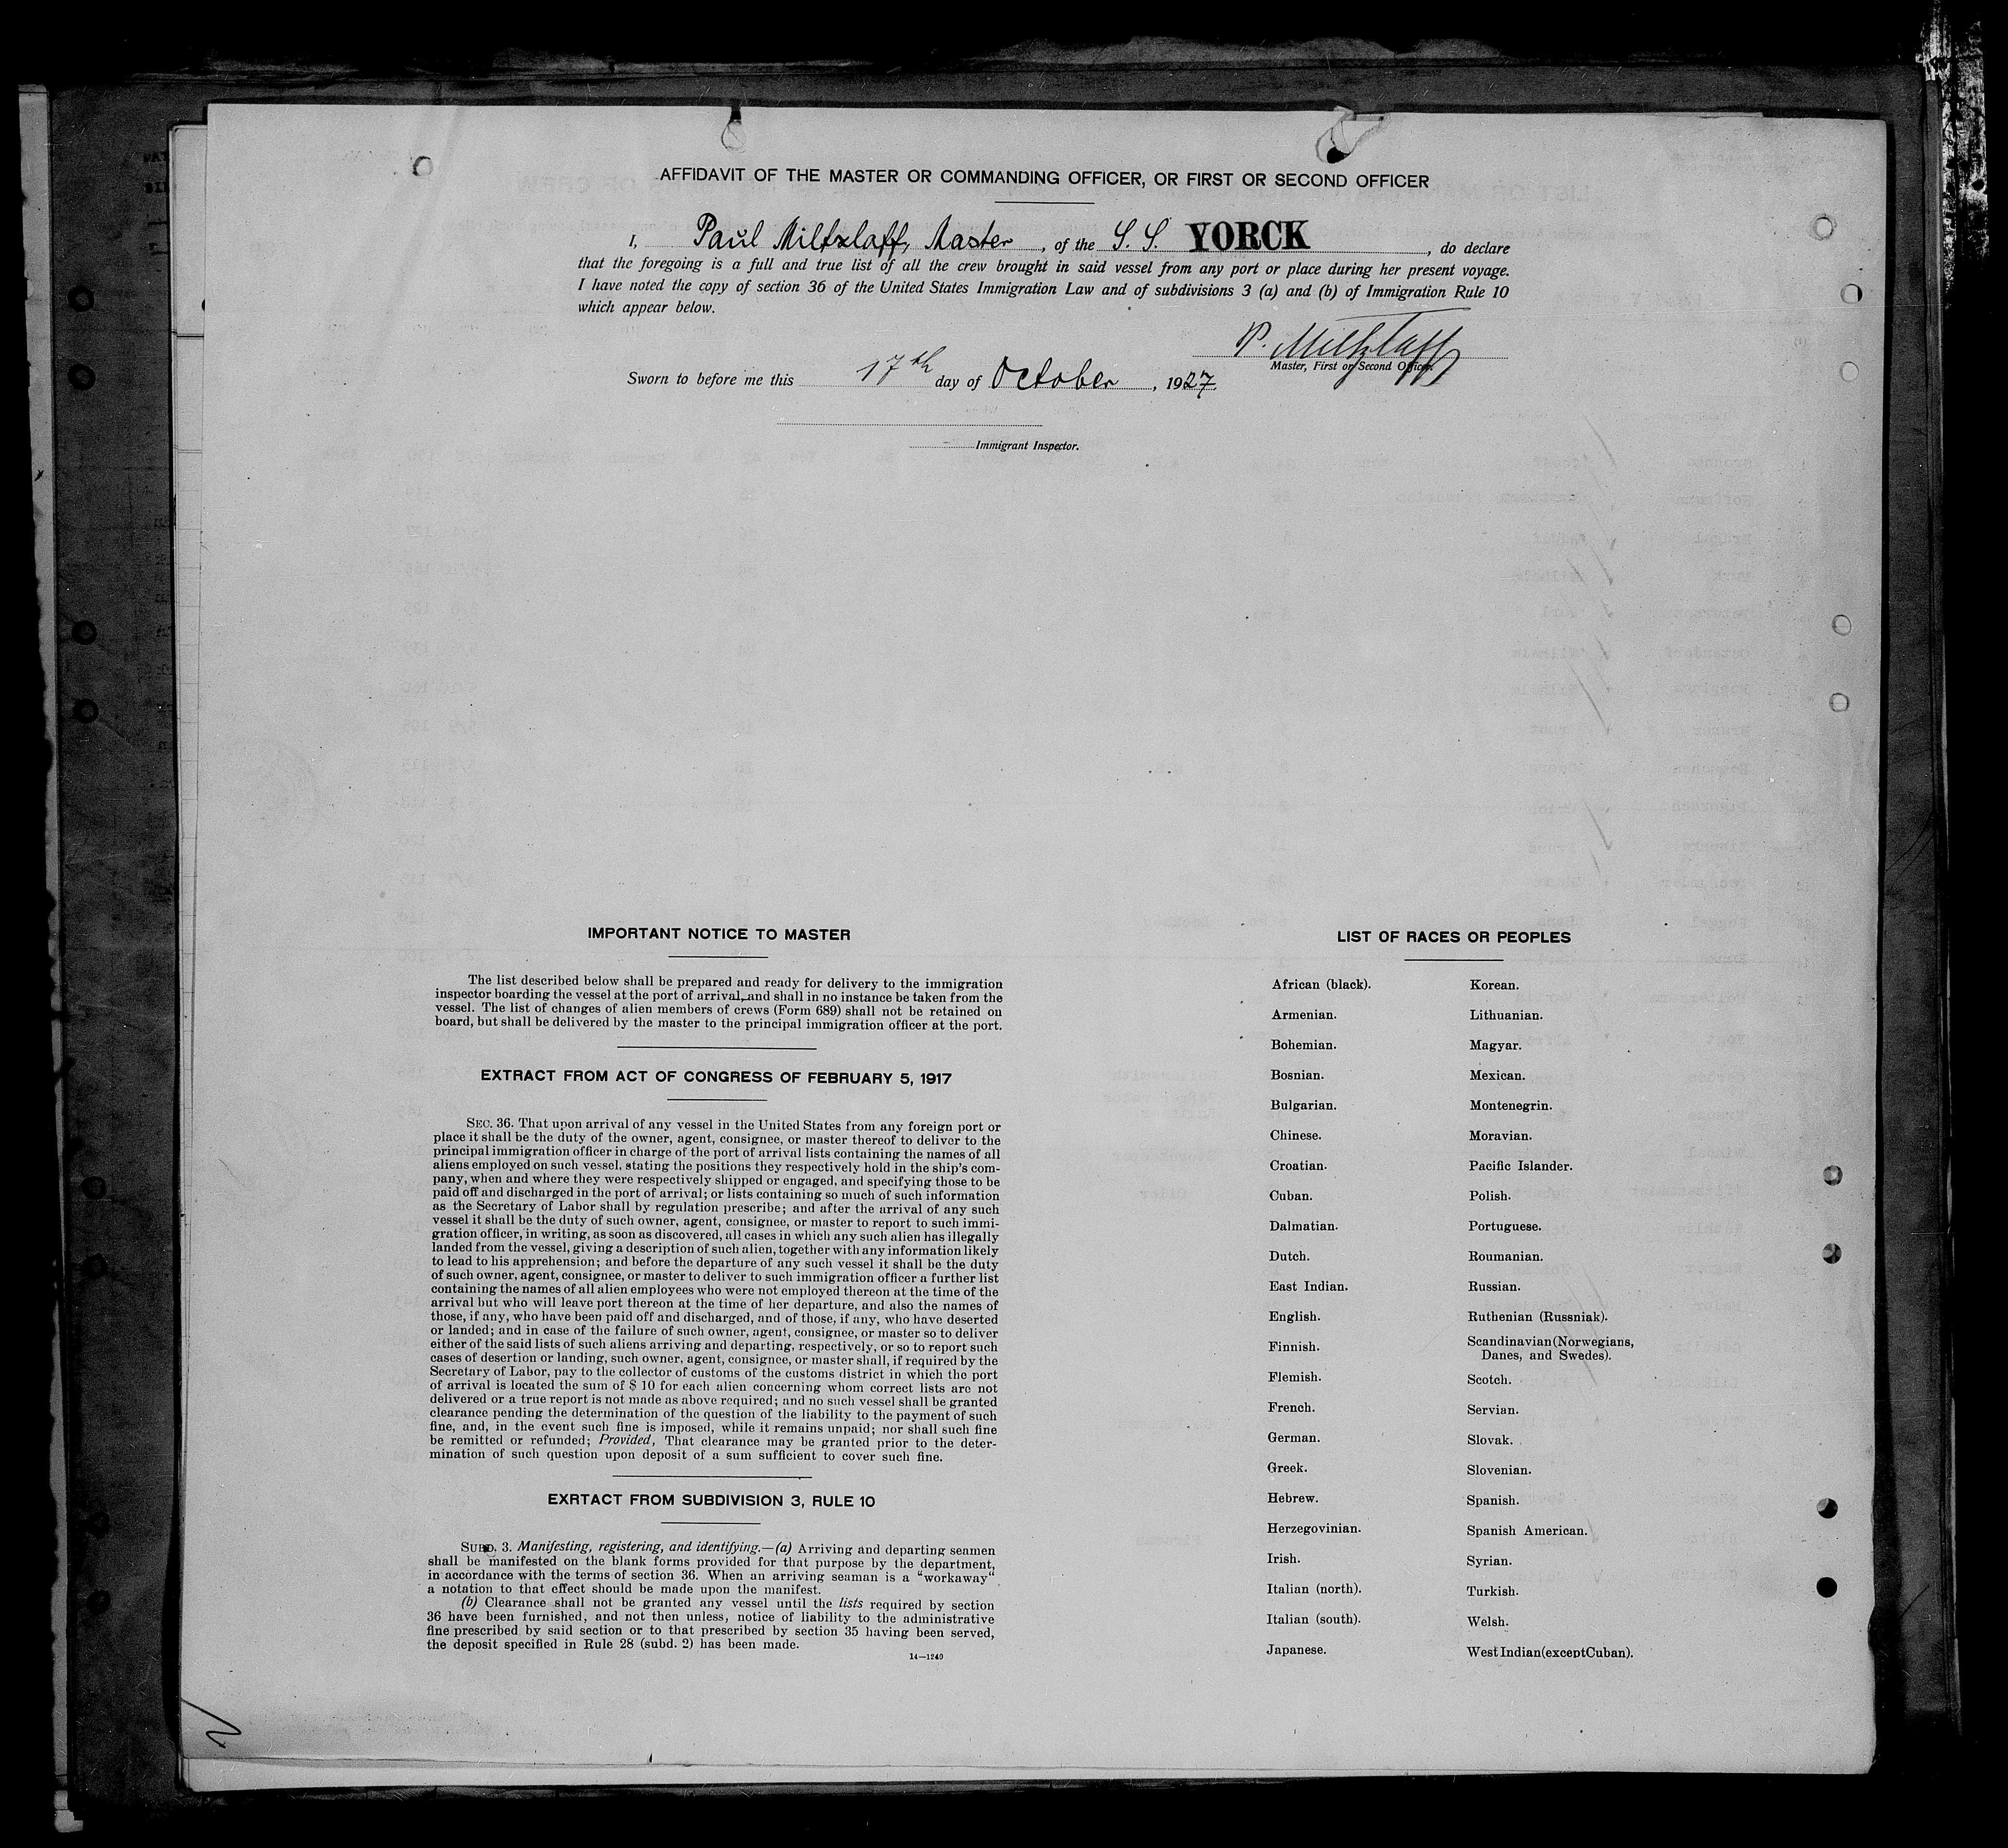 AFFIDAVIT OF THE MASTER OR COMMANDING OFFICER, OR FIRST OR SECOND OFFICER
I, Paul Miltzlaff, Master, of the S.S. YORCK, do declare
that the foregoing is a full and true list of all the crew brought in said vessel from any port or place during her present voyage.
I have noted the copy of section 36 of the United States Immigration Law and of subdivisions 3 (a) and (b) of Immigration Rule 10
which appear below.
P. Miltzlaff
Master, First or Second Officer.
Sworn to before me this 17th day of October, 1927.
Immigrant Inspector.
IMPORTANT NOTICE TO MASTER
The list described below shall be prepared and ready for delivery to the immigration
inspector boarding the vessel at the port of arrival, and shall in no instance be taken from the
vessel. The list of changes of alien members of crews (Form 689) shall not be retained on
board, but shall be delivered by the master to the principal immigration officer at the port.
EXTRACT FROM ACT OF CONGRESS OF FEBRUARY 5, 1917
SEC. 36. That upon arrival of any vessel in the United States from any foreign port or
place it shall be the duty of the owner, agent, consignee, or master thereof to deliver to the
principal immigration officer in charge of the port of arrival lists containing the names of all
aliens employed on such vessel, stating the positions they respectively hold in the ship's com-
pany, when and where they were respectively shipped or engaged, and specifying those to be
paid off and discharged in the port of arrival; or lists containing so much of such information
as the Secretary of Labor shall by regulation prescribe; and after the arrival of any such
vessel it shall be the duty of such owner, agent, consignee, or master to report to such immi-
gration officer, in writing, as soon as discovered, all cases in which any such alien has illegally
landed from the vessel, giving a description of such alien, together with any information likely
to lead to his apprehension; and before the departure of any such vessel it shall be the duty
of such owner, agent, consignee, or master to deliver to such immigration officer a further list
containing the names of all alien employees who were not employed thereon at the time of the
arrival but who will leave port thereon at the time of her departure, and also the names of
those, if any, who have been paid off and discharged, and of those, if any, who have deserted
or landed; and in case of the failure of such owner, agent, consignee, or master so to deliver
either of the said lists of such aliens arriving and departing, respectively, or so to report such
cases of desertion or landing, such owner, agent, consignee, or master shall, if required by the
Secretary of Labor, pay to the collector of customs of the customs district in which the port
of arrival is located the sum of $ 10 for each alien concerning whom correct lists are not
delivered or a true report is not made as above required; and no such vessel shall be granted
clearance pending the determination of the question of the liability to the payment of such
fine, and, in the event such fine is imposed, while it remains unpaid; nor shall such fine
be remitted or refunded; Provided, That clearance may be granted prior to the deter-
mination of such question upon deposit of a sum sufficient to cover such fine.
EXRTACT FROM SUBDIVISION 3, RULE 10
SUBD. 3. Manifesting, registering, and identifying.—(a) Arriving and departing seamen
shall be manifested on the blank forms provided for that purpose by the department,
in accordance with the terms of section 36. When an arriving seaman is a "workaway"
a notation to that effect should be made upon the manifest.
(b) Clearance shall not be granted any vessel until the lists required by section
36 have been furnished, and not then unless, notice of liability to the administrative
fine prescribed by said section or to that prescribed by section 35 having been served,
the deposit specified in Rule 28 (subd. 2) has been made.
14—1240
LIST OF RACES OR PEOPLES
African (black).
Armenian.
Bohemian.
Bosnian.
Bulgarian.
Chinese.
Croatian.
Cuban.
Dalmatian.
Dutch.
East Indian.
English.
Finnish.
Flemish.
French.
German.
Greek.
Hebrew.
Herzegovinian.
Irish.
Italian (north).
Italian (south).
Japanese.
Korean.
Lithuanian.
Magyar.
Mexican.
Montenegrin.
Moravian.
Pacific Islander.
Polish.
Portuguese.
Roumanian.
Russian.
Ruthenian (Russniak).
Scandinavian (Norwegians,
Danes, and Swedes).
Scotch.
Servian.
Slovak.
Slovenian.
Spanish.
Spanish American.
Syrian.
Turkish.
Welsh.
West Indian (except Cuban).